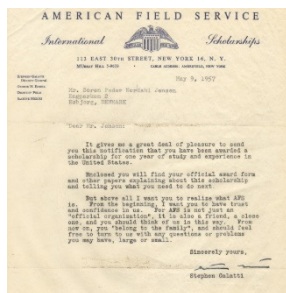 AMERICAN FIELD SERVICE
International Scholarships
113 EAST 30th STREET, NEW YORK 16, N. Y.
May 9, 1957
Mr. Søren Peder
Esbjerg, DENMARK
Dear Mr. Jensen:
It gives me a great deal of pleasure to send
you this notification that you have been awarded a
scholarship for one year of study and experience in
the United States.
Enclosed you will find your official award form
and other papers explaining about this scholarship
and telling you what you need to do next.
But above all I want you to realize what AFS
is. From the beginning, I want you to have trust
and confidence in us. For AFS is not just an
"official organization", it is also a friend, a close
one, and you should think of us in this way. From
now on, you "belong to the family", and should feel
free to turn to us with any questions or problems
you may have, large or small.
Sincerely yours,
Stephen Galatti